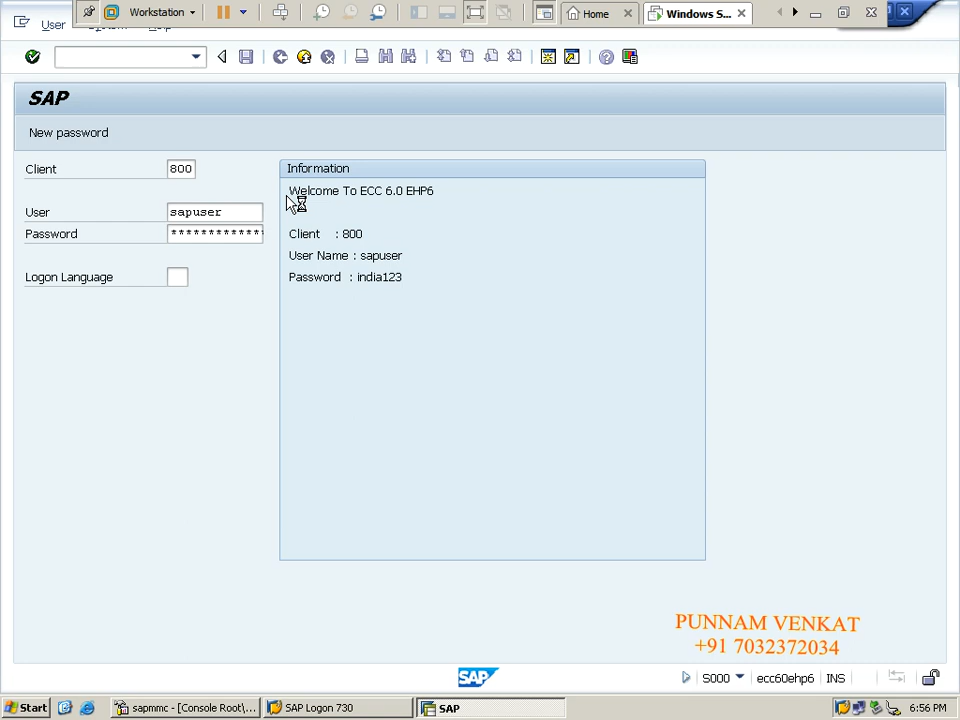 Workstation
Home
Windows S...
User
SAP
New password
Client 800
Information
Welcome To ECC 6.0 EHP6
User sapuser
Client : 800
Password *************
User Name : sapuser
Logon Language
Password : india123
PUNNAM VENKAT
+91 7032372034
SAP
S000
ecc60ehp6
INS
Start
sapmmc - [Console Root\...
SAP Logon 730
SAP
6:56 PM